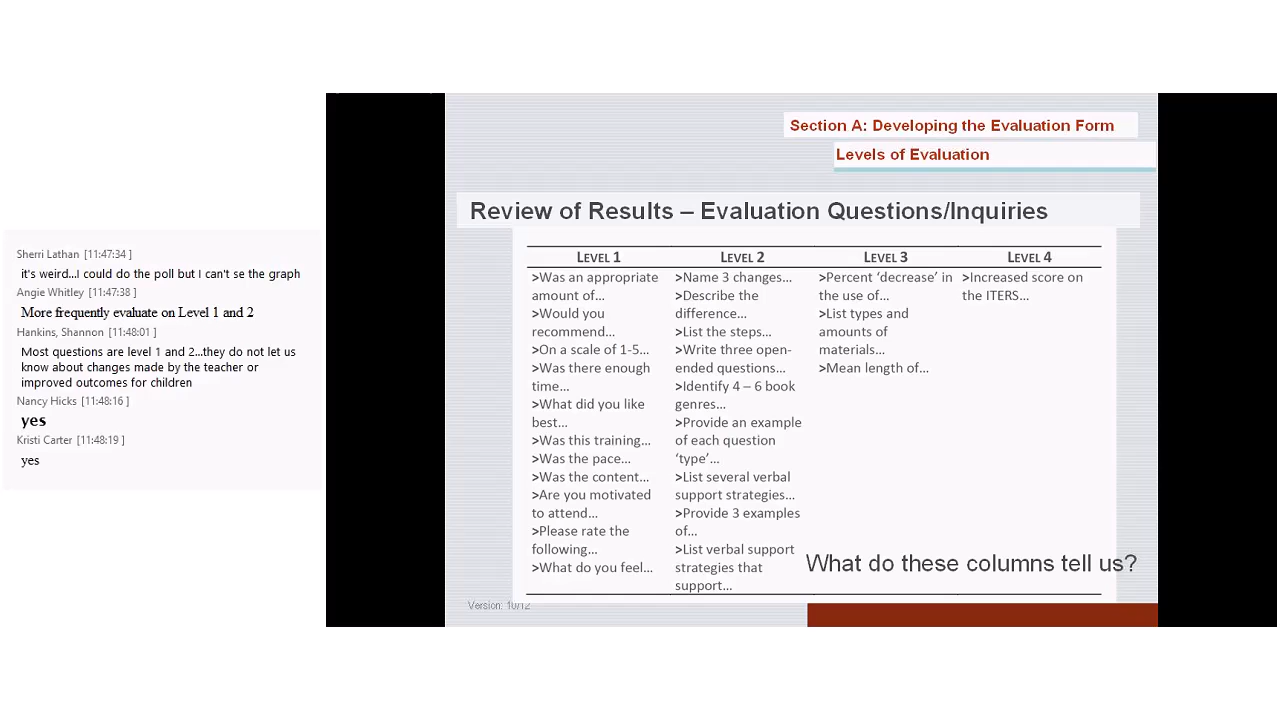 Sherri Lathan [11:47:34 ]
it's weird...I could do the poll but I can't se the graph
Angie Whitley [11:47:38 ]
More frequently evaluate on Level 1 and 2
Hankins, Shannon [11:48:01 ]
Most questions are level 1 and 2...they do not let us
know about changes made by the teacher or
improved outcomes for children
Nancy Hicks [11:48:16 ]
yes
Kristi Carter [11:48:19 ]
yes
Section A: Developing the Evaluation Form
Levels of Evaluation
Review of Results – Evaluation Questions/Inquiries
LEVEL 1
>Was an appropriate
amount of...
>Would you
recommend...
>On a scale of 1-5...
>Was there enough
time...
>What did you like
best...
>Was this training...
>Was the pace...
>Was the content...
>Are you motivated
to attend...
>Please rate the
following...
>What do you feel...
LEVEL 2
>Name 3 changes...
>Describe the
difference...
>List the steps...
>Write three open-
ended questions...
>Identify 4 – 6 book
genres...
>Provide an example
of each question
‘type’...
>List several verbal
support strategies...
>Provide 3 examples
of...
>List verbal support
strategies that
support...
LEVEL 3
>Percent ‘decrease’ in
the use of...
>List types and
amounts of
materials...
>Mean length of...
LEVEL 4
>Increased score on
the ITERS...
What do these columns tell us?
Version: 10/12